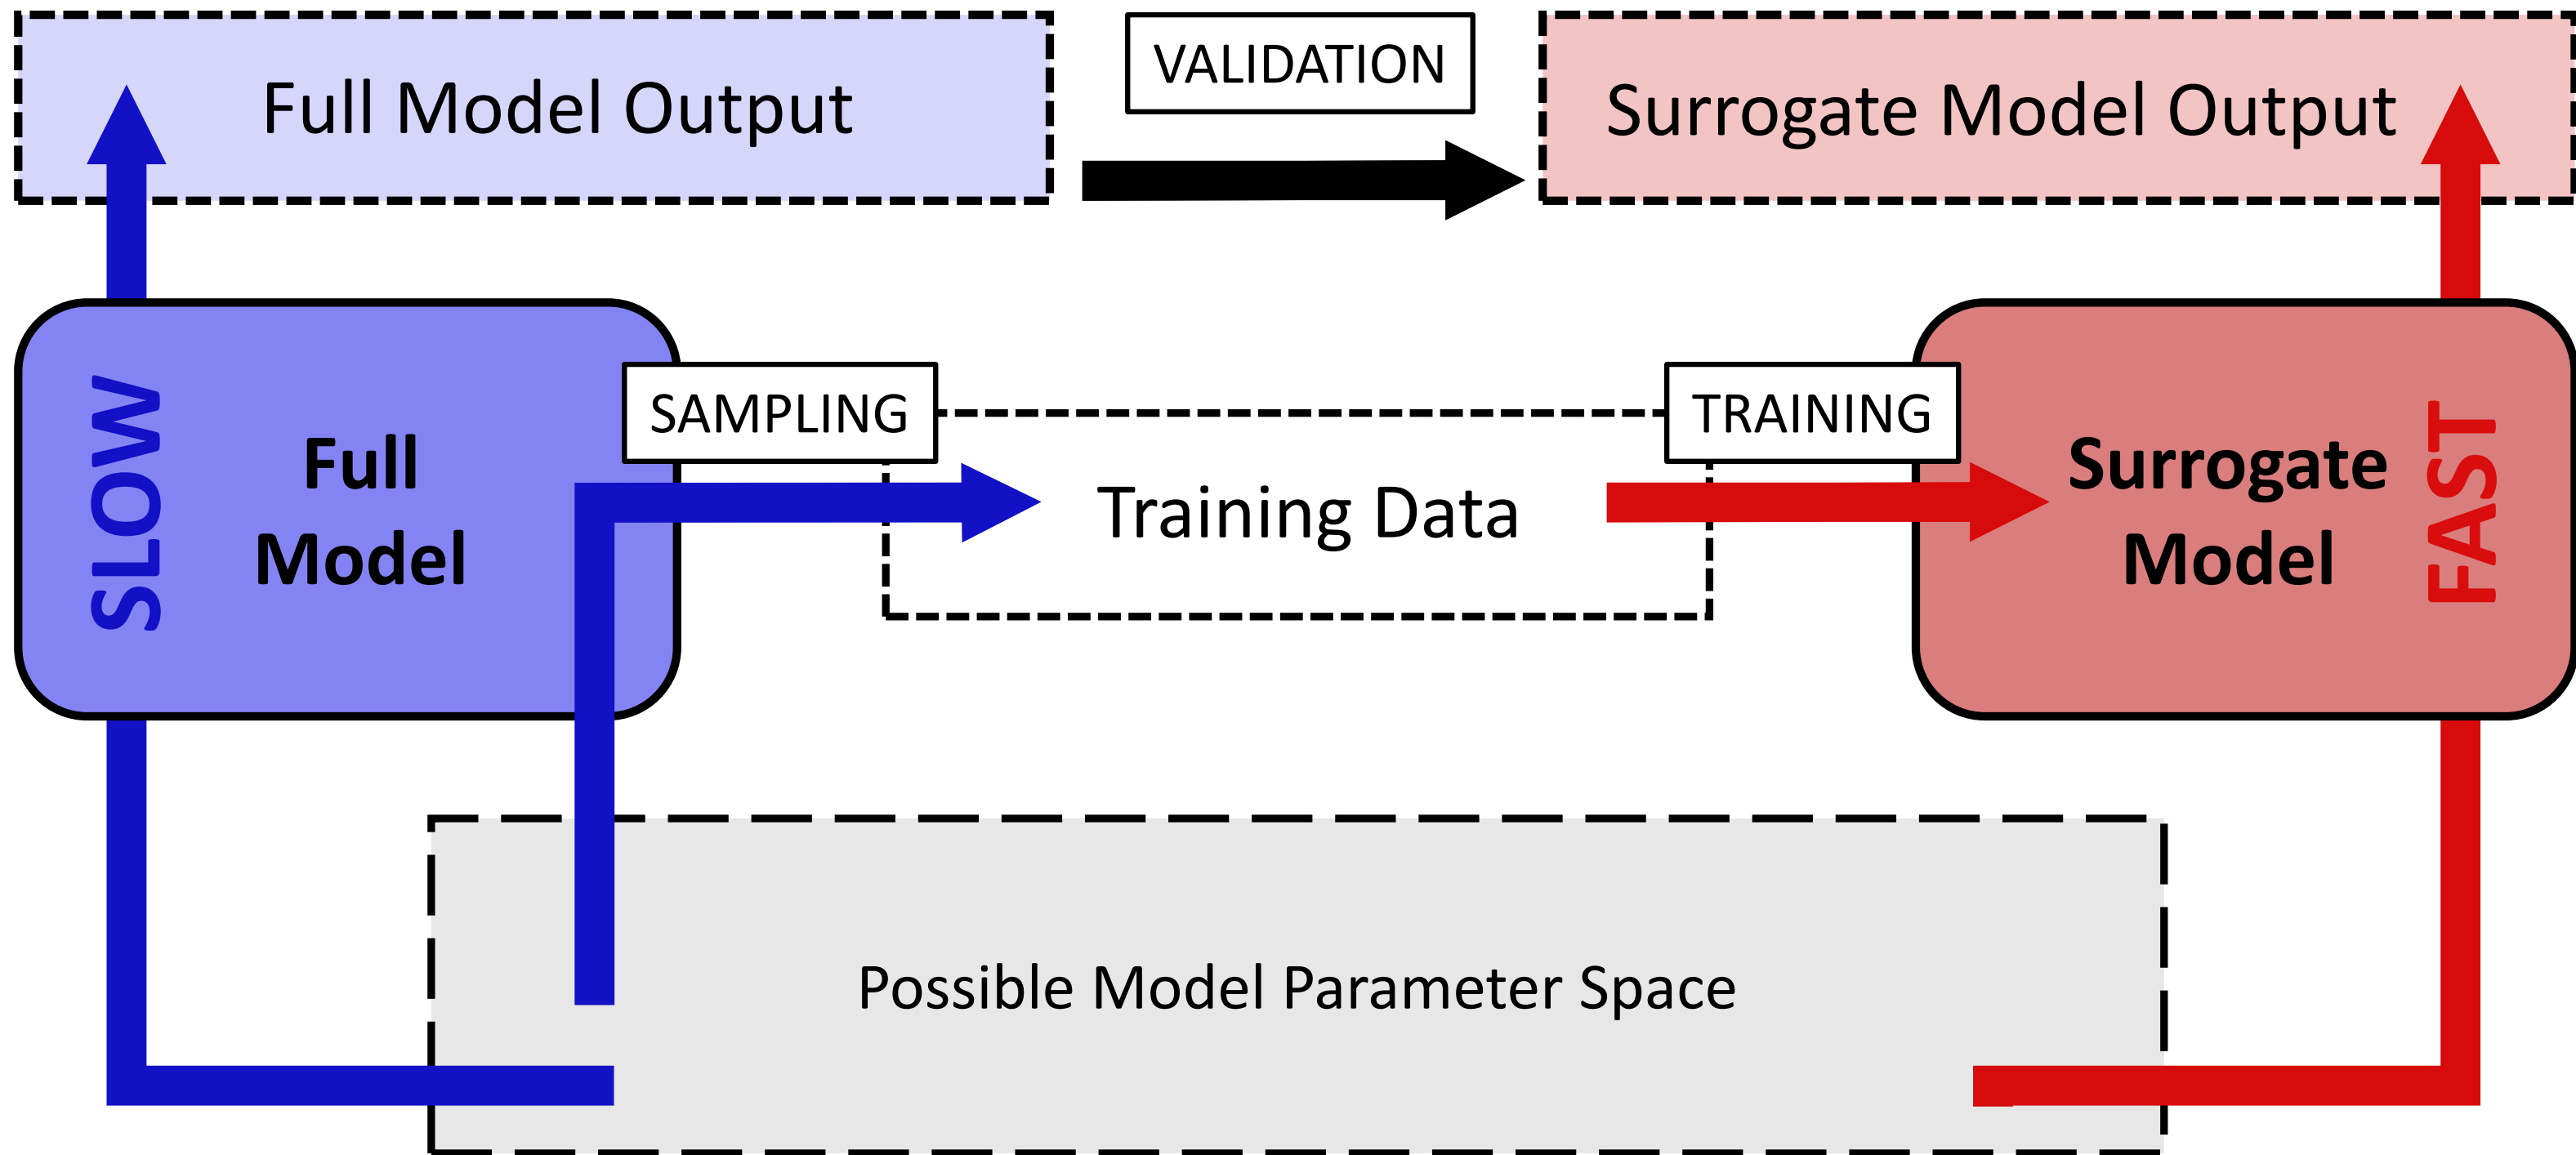 Full Model Output
VALIDATION
Surrogate Model Output
SLOW
Full
Model
SAMPLING
Training Data
TRAINING
Surrogate
Model
FAST
Possible Model Parameter Space